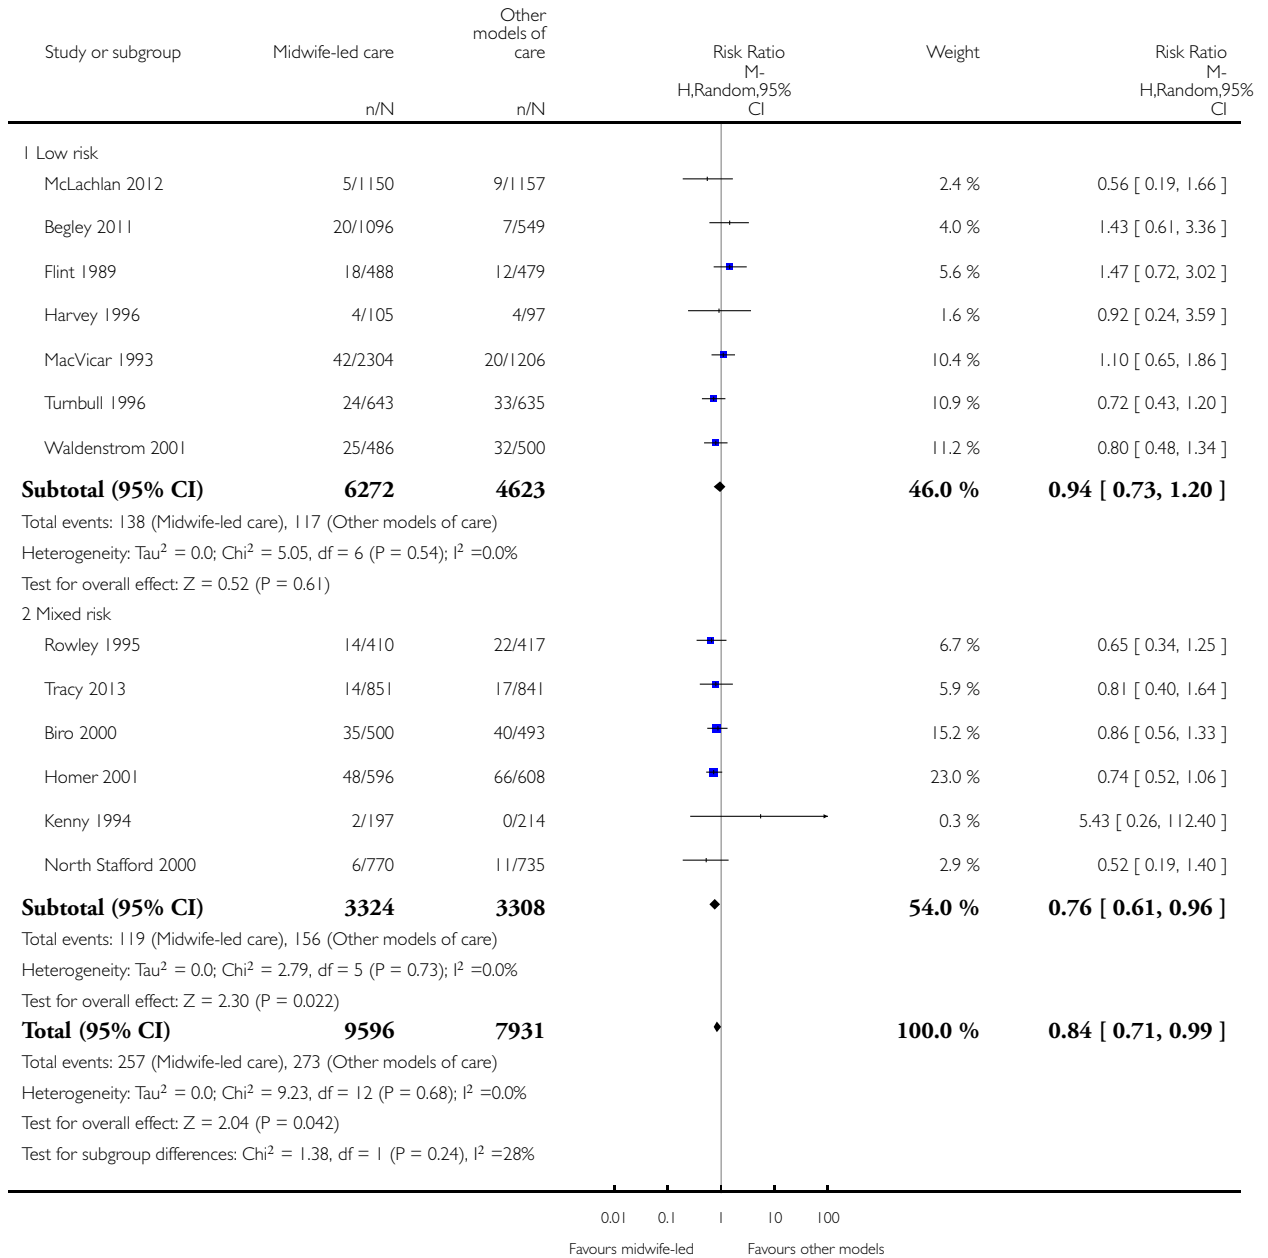 Study or subgroup Midwife-led care Other models of care Risk Ratio Weight Risk Ratio
n/N n/N M-H,Random,95% CI M-H,Random,95% CI
1 Low risk
McLachlan 2012 5/1150 9/1157 2.4 % 0.56 [ 0.19, 1.66 ]
Begley 2011 20/1096 7/549 4.0 % 1.43 [ 0.61, 3.36 ]
Flint 1989 18/488 12/479 5.6 % 1.47 [ 0.72, 3.02 ]
Harvey 1996 4/105 4/97 1.6 % 0.92 [ 0.24, 3.59 ]
MacVicar 1993 42/2304 20/1206 10.4 % 1.10 [ 0.65, 1.86 ]
Turnbull 1996 24/643 33/635 10.9 % 0.72 [ 0.43, 1.20 ]
Waldenstrom 2001 25/486 32/500 11.2 % 0.80 [ 0.48, 1.34 ]
Subtotal (95% CI) 6272 4623 46.0 % 0.94 [ 0.73, 1.20 ]
Total events: 138 (Midwife-led care), 117 (Other models of care)
Heterogeneity: Tau² = 0.0; Chi² = 5.05, df = 6 (P = 0.54); I² =0.0%
Test for overall effect: Z = 0.52 (P = 0.61)
2 Mixed risk
Rowley 1995 14/410 22/417 6.7 % 0.65 [ 0.34, 1.25 ]
Tracy 2013 14/851 17/841 5.9 % 0.81 [ 0.40, 1.64 ]
Biro 2000 35/500 40/493 15.2 % 0.86 [ 0.56, 1.33 ]
Homer 2001 48/596 66/608 23.0 % 0.74 [ 0.52, 1.06 ]
Kenny 1994 2/197 0/214 0.3 % 5.43 [ 0.26, 112.40 ]
North Stafford 2000 6/770 11/735 2.9 % 0.52 [ 0.19, 1.40 ]
Subtotal (95% CI) 3324 3308 54.0 % 0.76 [ 0.61, 0.96 ]
Total events: 119 (Midwife-led care), 156 (Other models of care)
Heterogeneity: Tau² = 0.0; Chi² = 2.79, df = 5 (P = 0.73); I² =0.0%
Test for overall effect: Z = 2.30 (P = 0.022)
Total (95% CI) 9596 7931 100.0 % 0.84 [ 0.71, 0.99 ]
Total events: 257 (Midwife-led care), 273 (Other models of care)
Heterogeneity: Tau² = 0.0; Chi² = 9.23, df = 12 (P = 0.68); I² =0.0%
Test for overall effect: Z = 2.04 (P = 0.042)
Test for subgroup differences: Chi² = 1.38, df = 1 (P = 0.24), I² =28%
0.01 0.1 1 10 100
Favours midwife-led Favours other models